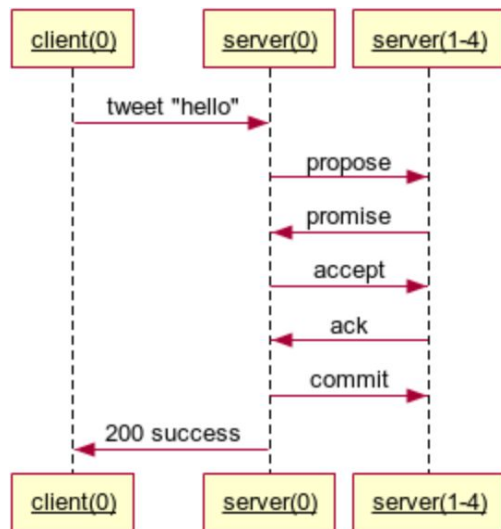 client(0) server(0) server(1-4)
tweet "hello"
propose
promise
accept
ack
commit
200 success
client(0) server(0) server(1-4)